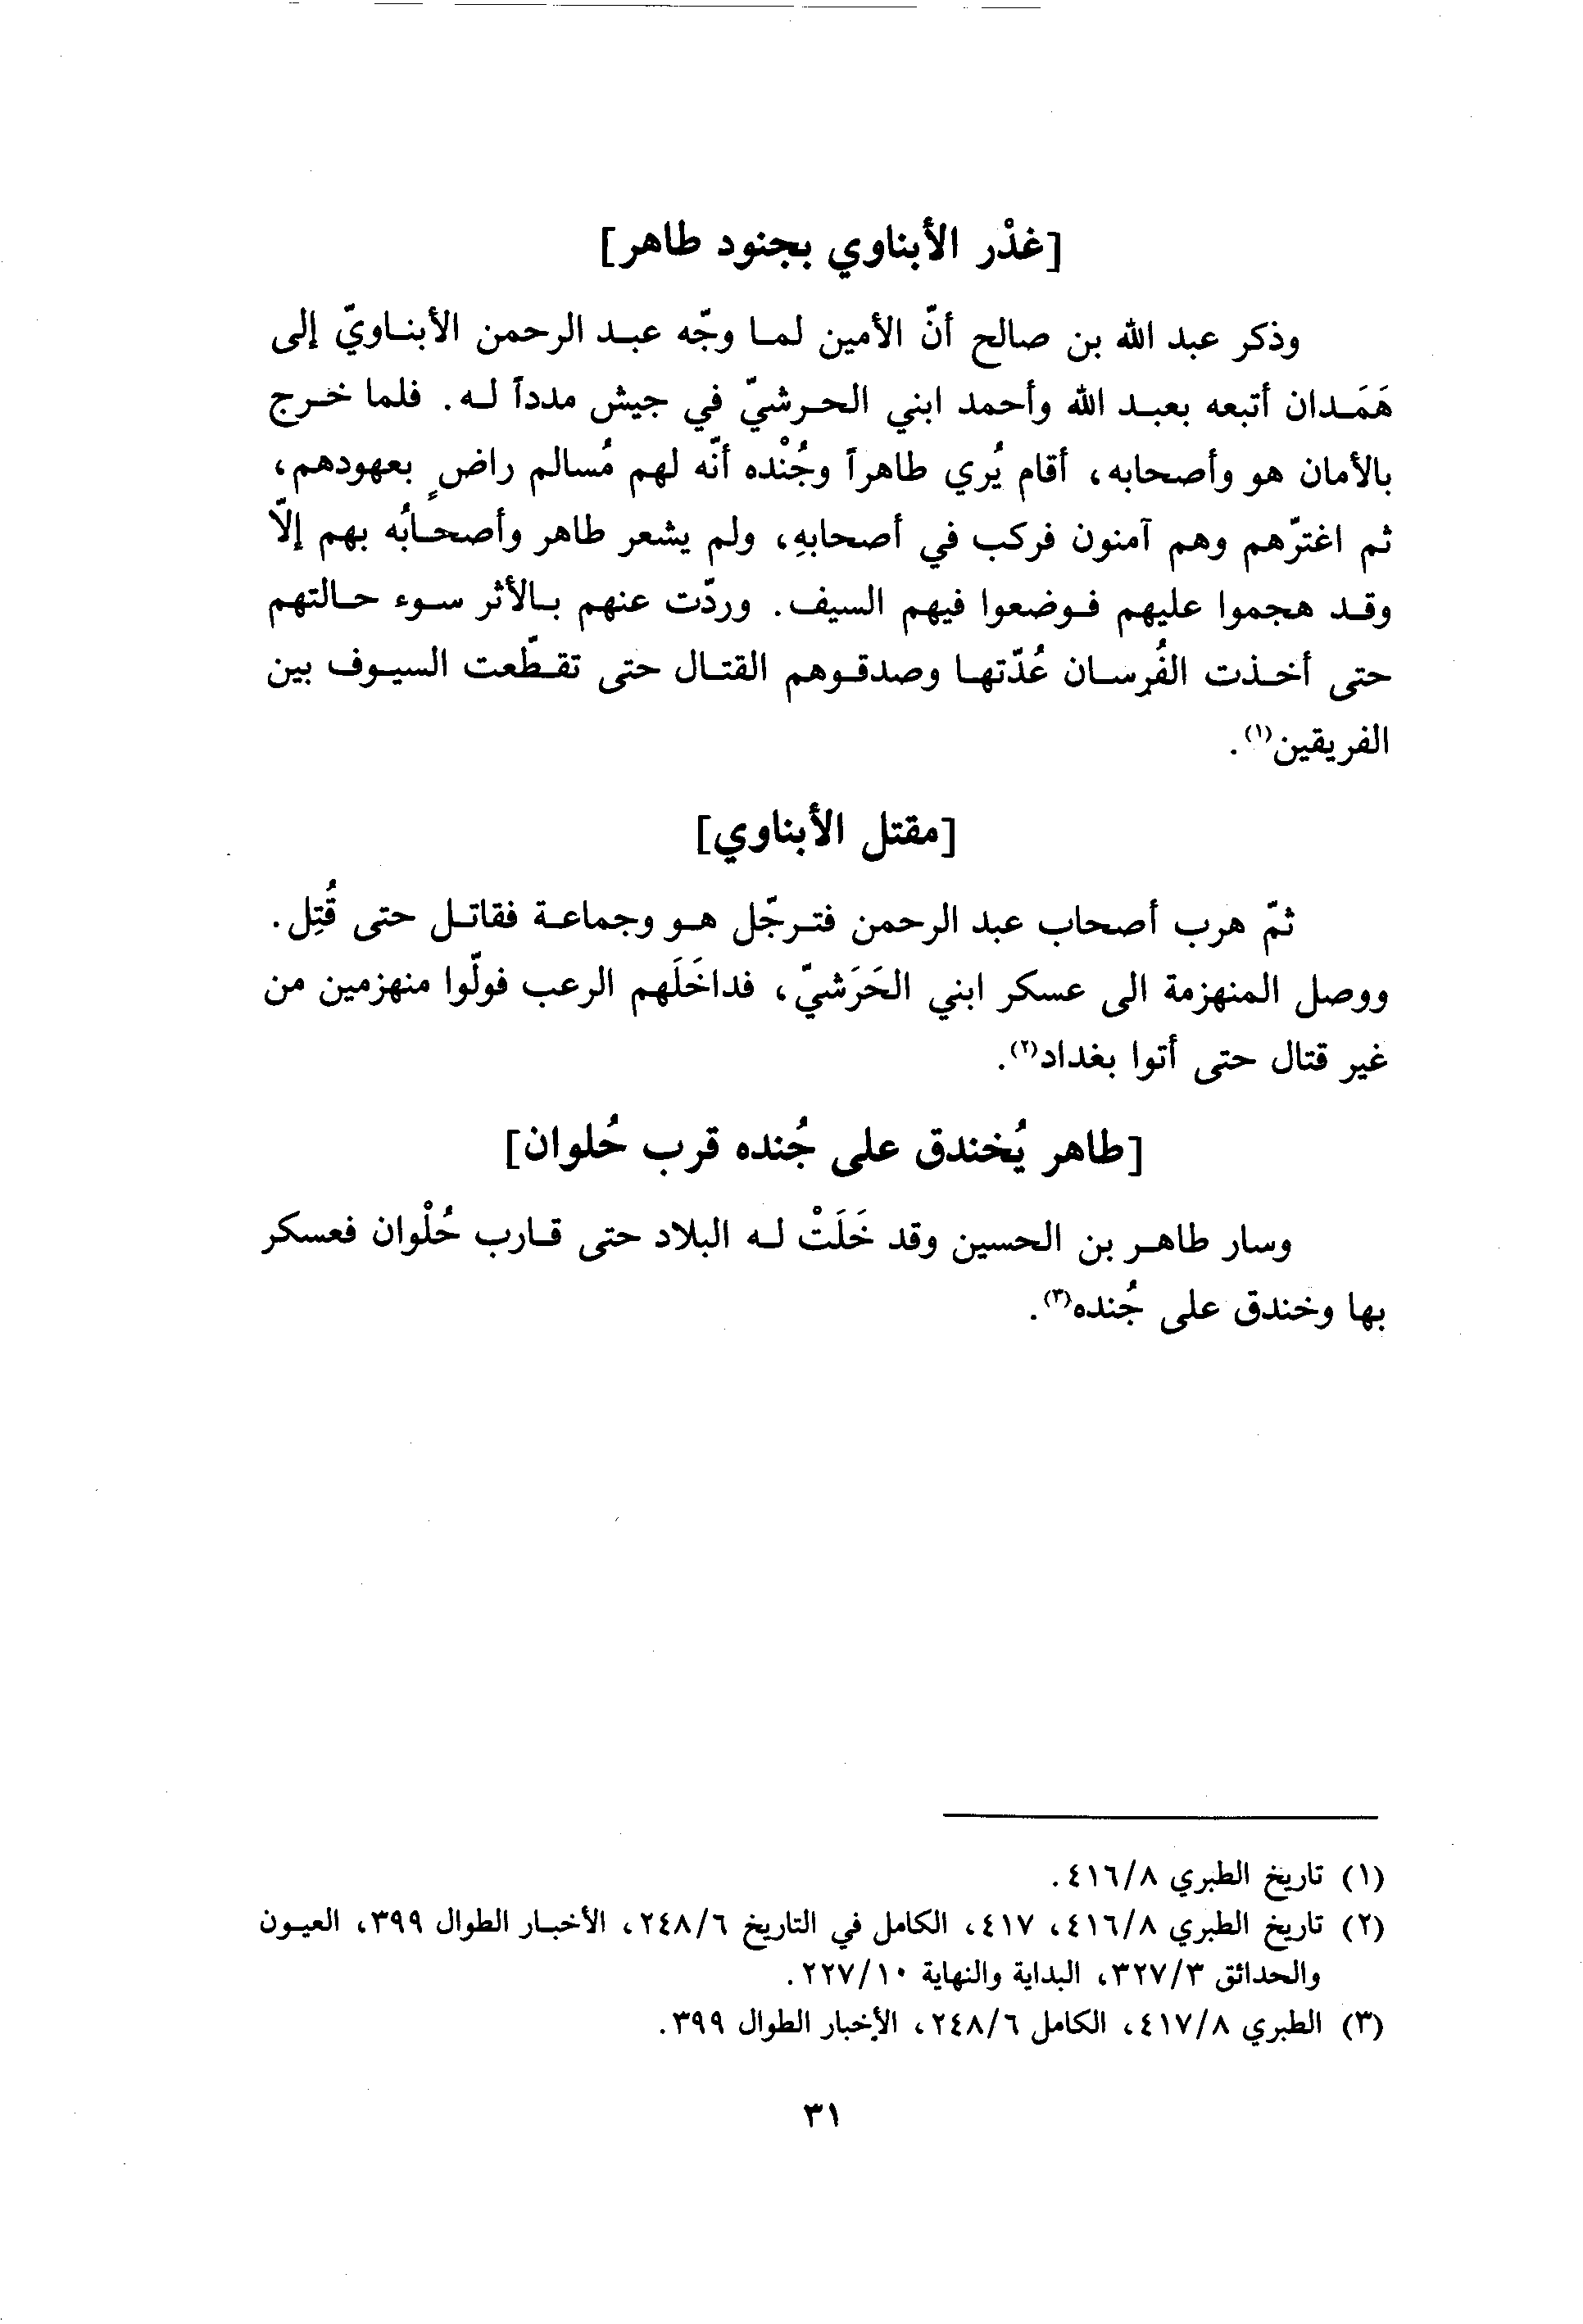 [غدْر الأبناوي بجنود طاهر]
وذكر عبد الله بن صالح أنّ الأمين لما وجّه عبد الرحمن الأبناويّ إلى
هَمَدان أتبعه بعبد الله وأحمد ابني الحرشيّ في جيش مدداً له. فلما خرج
بالأمان هو وأصحابه، أقام يُري طاهراً وجُنْده أنّه لهم مُسالم راضٍ بعهودهم،
ثم اغترّهم وهم آمنون فركب في أصحابهِ، ولم يشعر طاهر وأصحابُه بهم إلّا
وقد هجموا عليهم فوضعوا فيهم السيف. وردّت عنهم بالأثر سوء حالتهم
حتى أخذت الفُرسان عُدّتها وصدقوهم القتال حتى تقطّعت السيوف بين
الفريقين(١).
[مقتل الأبناوي]
ثمّ هرب أصحاب عبد الرحمن فترجّل هو وجماعة فقاتل حتى قُتِل.
ووصل المنهزمة الى عسكر ابني الحَرَشيّ، فداخَلَهم الرعب فولّوا منهزمين من
غير قتال حتى أتوا بغداد(٢).
[طاهر يُخندق على جُنده قرب حُلوان]
وسار طاهر بن الحسين وقد خَلَتْ له البلاد حتى قارب حُلْوان فعسكر
بها وخندق على جُنده(٣).
(١) تاريخ الطبري ٤١٦/٨.
(٢) تاريخ الطبري ٤١٦/٨، ٤١٧، الكامل في التاريخ ٢٤٨/٦، الأخبار الطوال ٣٩٩، العيون
والحدائق ٣٢٧/٣، البداية والنهاية ٢٢٧/١٠.
(٣) الطبري ٤١٧/٨، الكامل ٢٤٨/٦، الأخبار الطوال ٣٩٩.
٣١